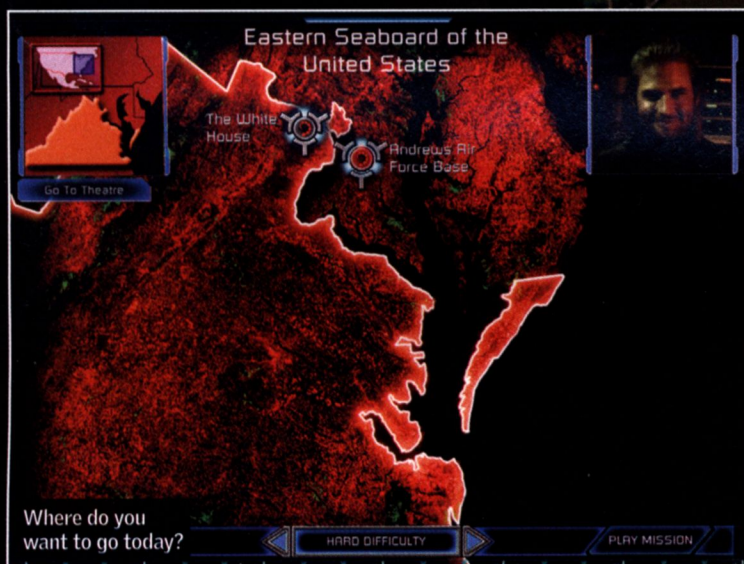 Eastern Seaboard of the
United States
The White
House
Andrews Air
Force Base
Go To Theatre
Where do you
want to go today?
HARD DIFFICULTY
PLAY MISSION